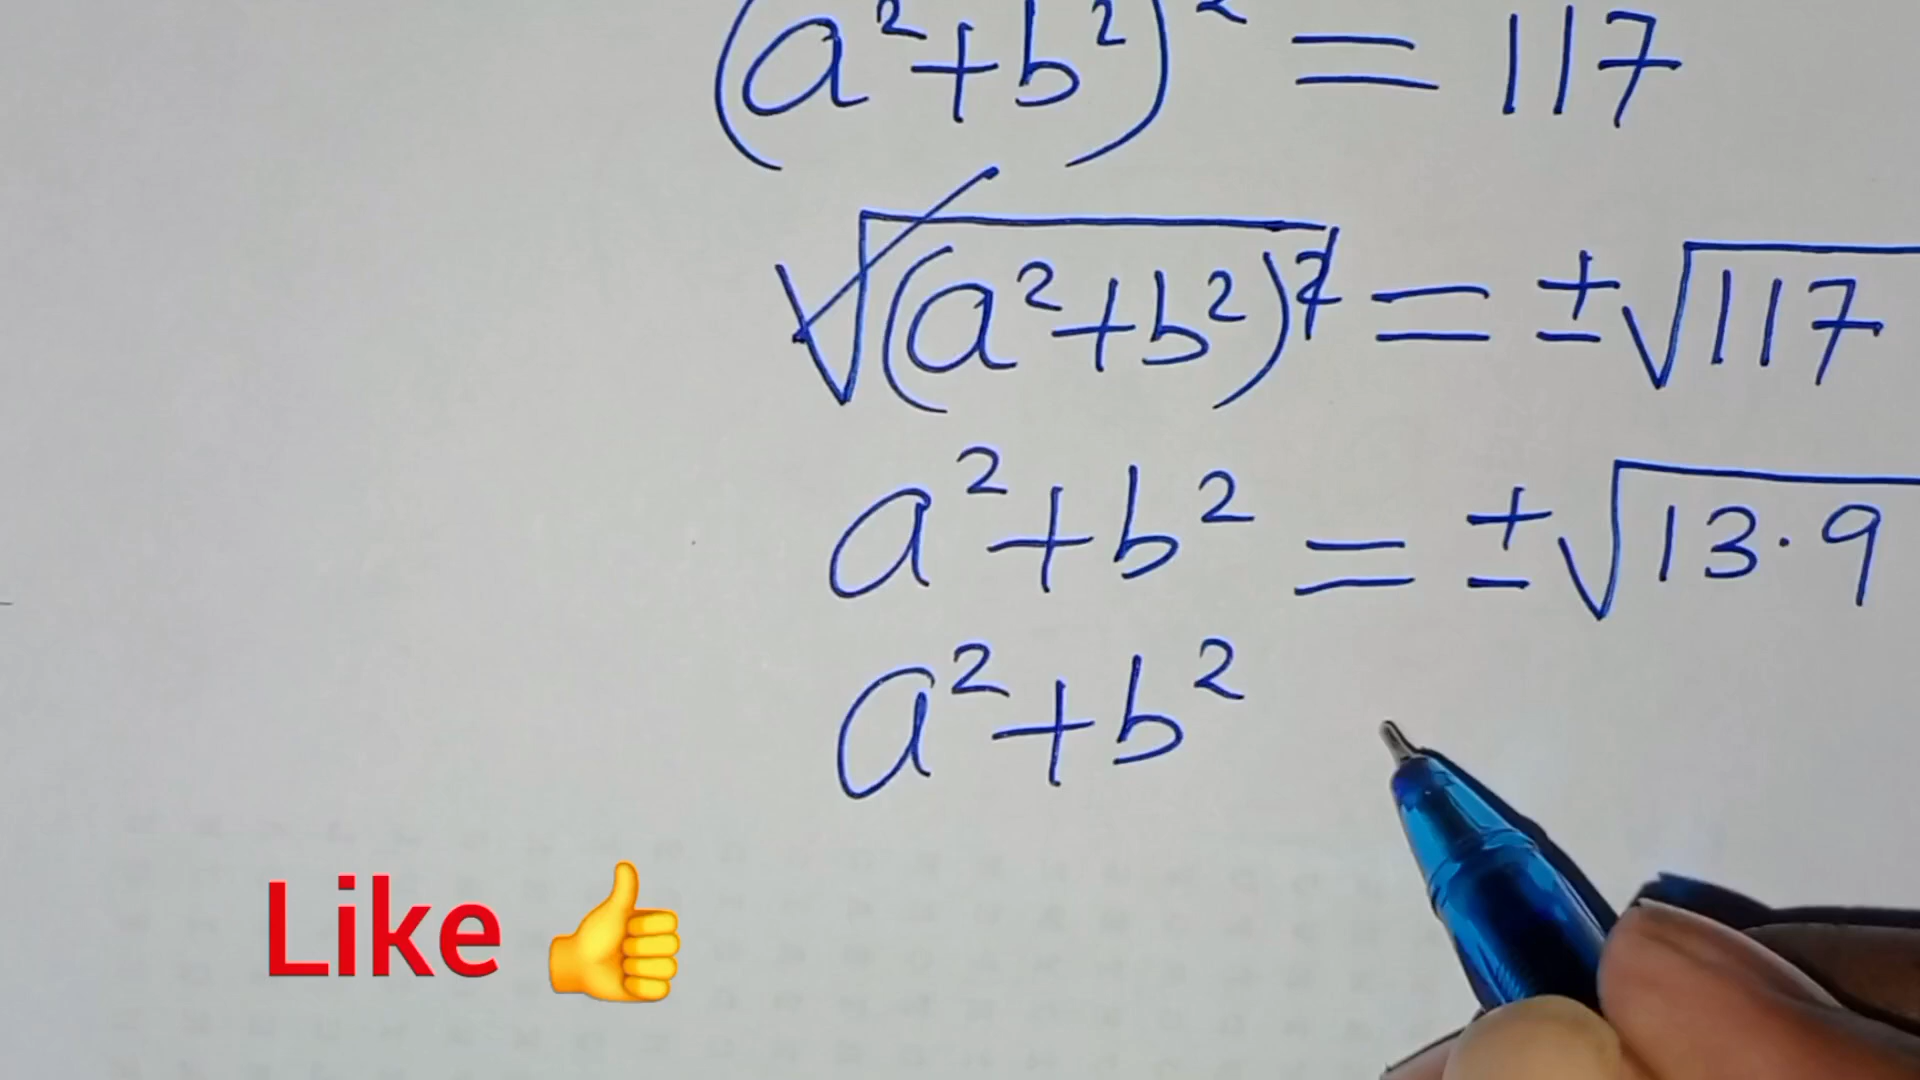 (a²+b²)² = 117
√(a²+b²)² = ±√117
a²+b² = ±√13·9
a²+b²
Like 👍